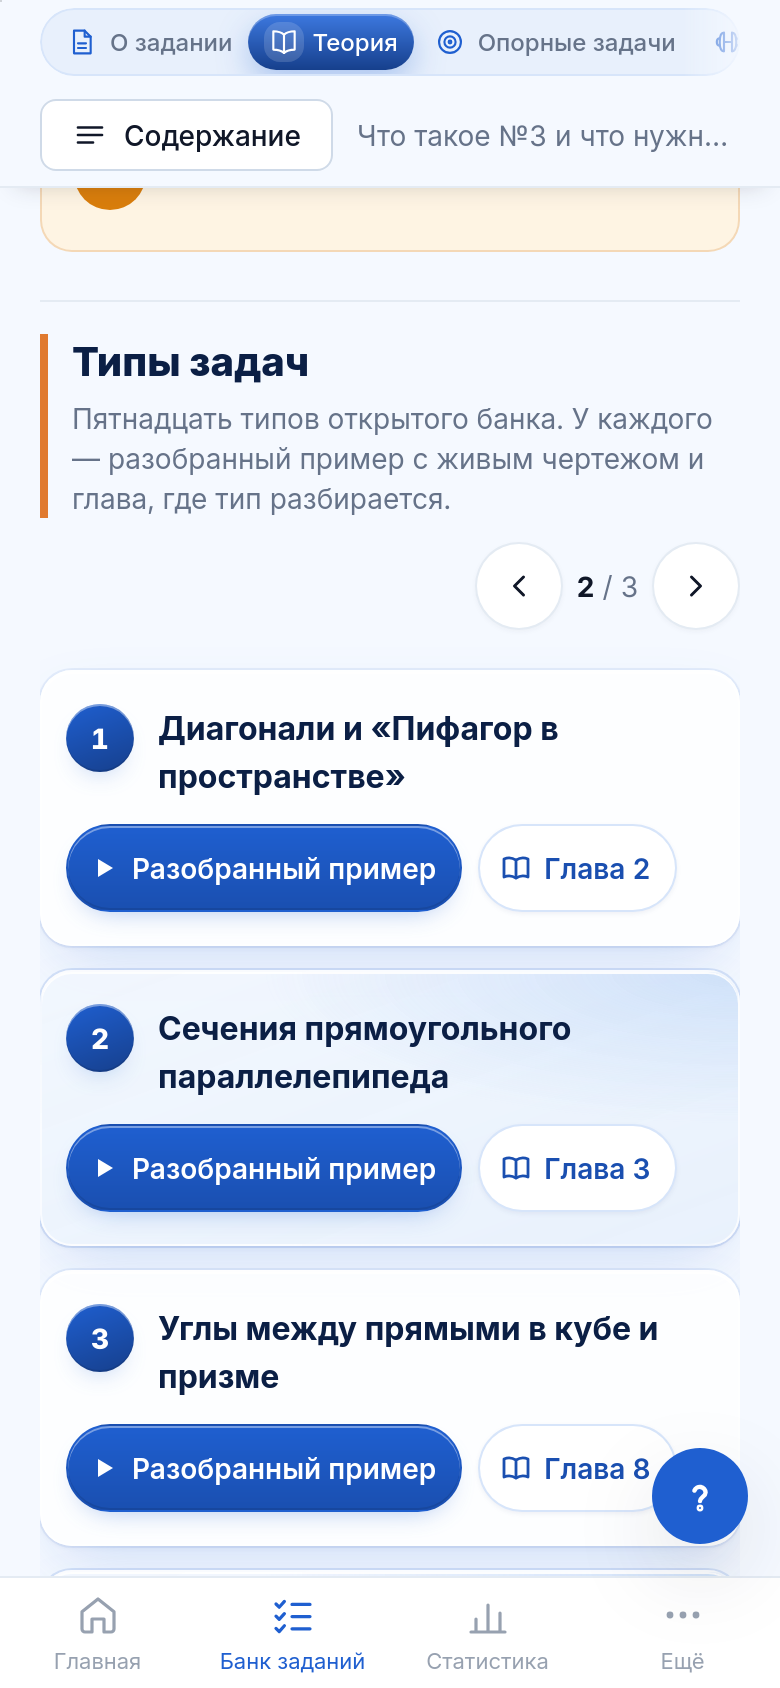 О задании
Теория
Опорные задачи
Содержание
Что такое №3 и что нужн...
Типы задач
Пятнадцать типов открытого банка. У каждого
— разобранный пример с живым чертежом и
глава, где тип разбирается.
2 / 3
1
Диагонали и «Пифагор в
пространстве»
Разобранный пример
Глава 2
2
Сечения прямоугольного
параллелепипеда
Разобранный пример
Глава 3
3
Углы между прямыми в кубе и
призме
Разобранный пример
Глава 8
?
Главная
Банк заданий
Статистика
Ещё